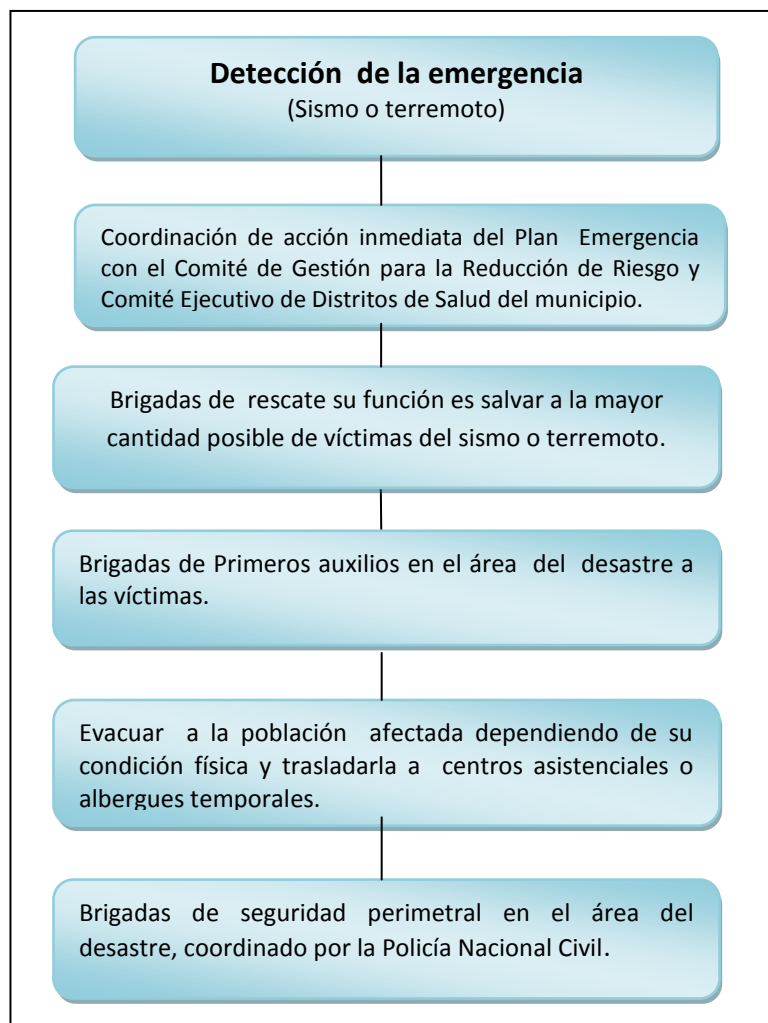 Detección de la emergencia
(Sismo o terremoto)
Coordinación de acción inmediata del Plan Emergencia
con el Comité de Gestión para la Reducción de Riesgo y
Comité Ejecutivo de Distritos de Salud del municipio.
Brigadas de rescate su función es salvar a la mayor
cantidad posible de víctimas del sismo o terremoto.
Brigadas de Primeros auxilios en el área del desastre a
las víctimas.
Evacuar a la población afectada dependiendo de su
condición física y trasladarla a centros asistenciales o
albergues temporales.
Brigadas de seguridad perimetral en el área del
desastre, coordinado por la Policía Nacional Civil.